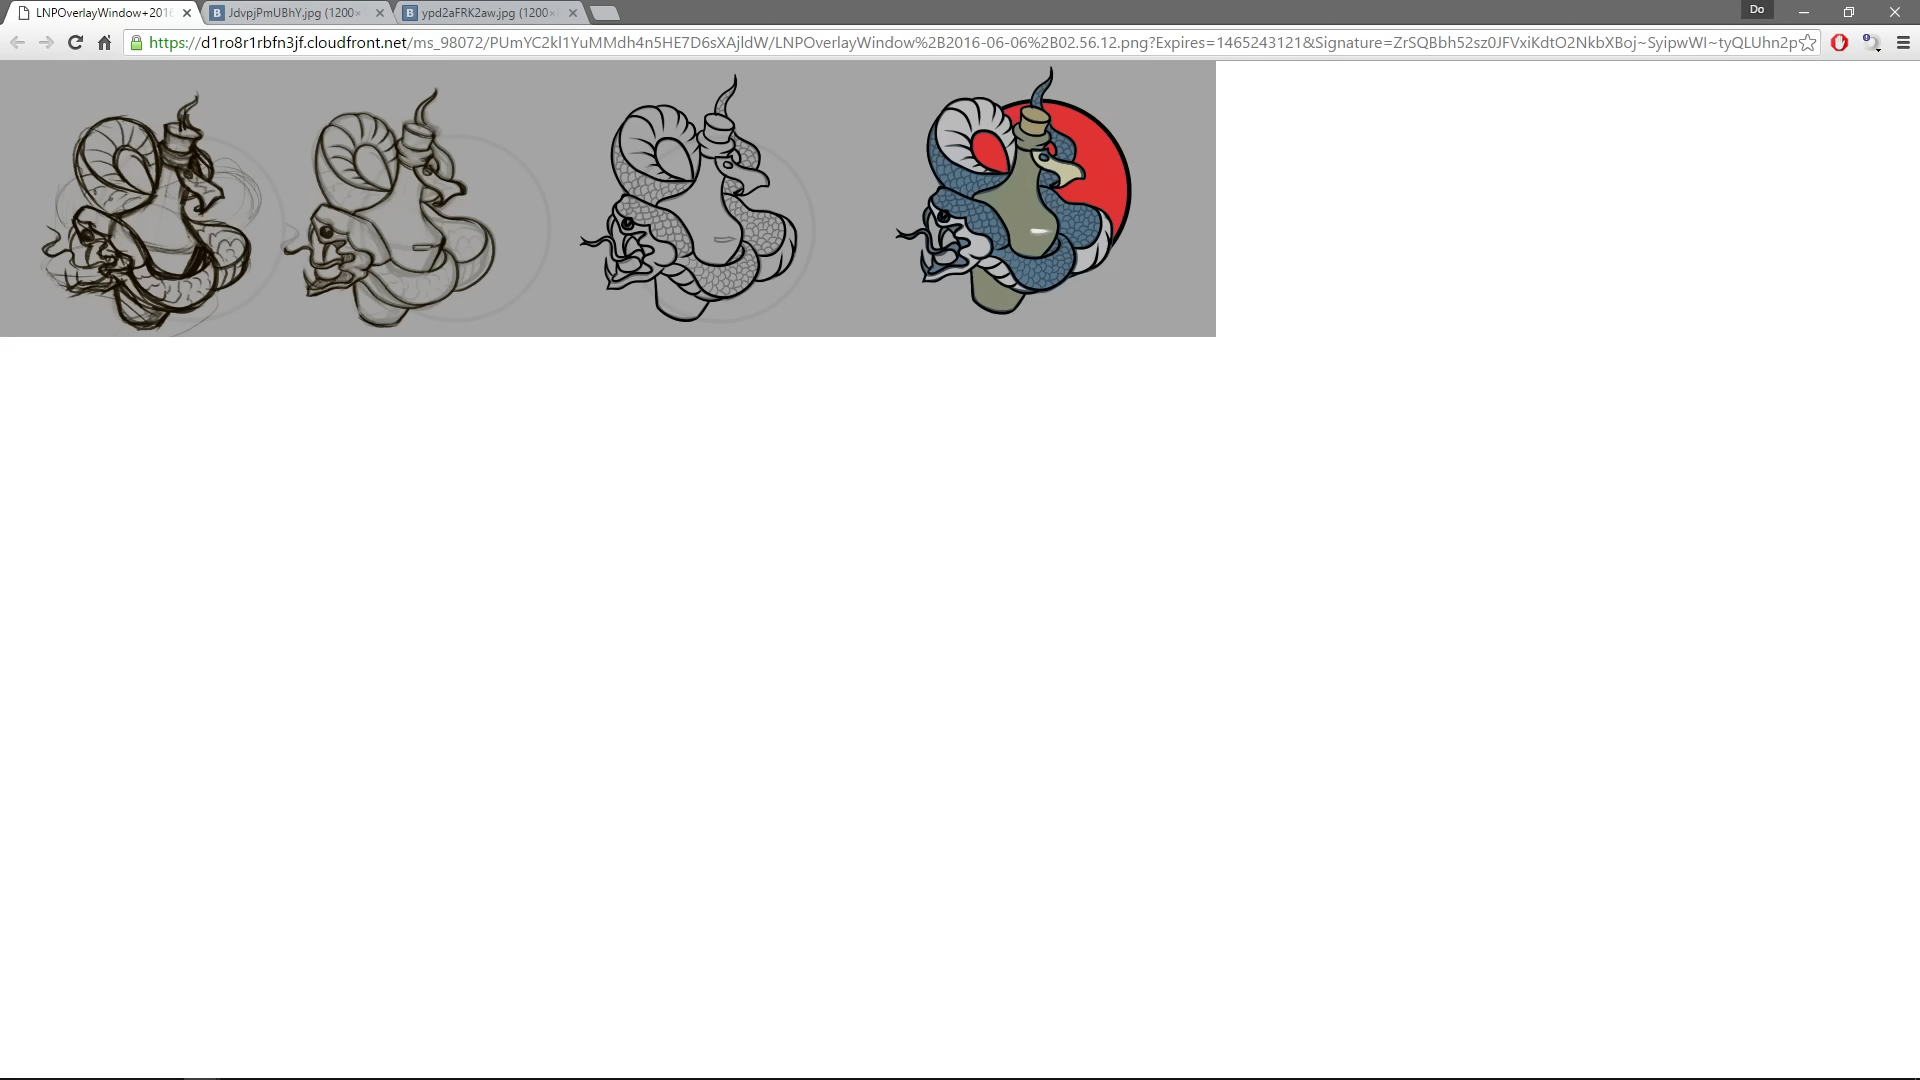 LNPOverlayWindow+2016
JdvpjPmUBhY.jpg (1200×
ypd2aFRK2aw.jpg (1200×
Do
https://d1ro8r1rbfn3jf.cloudfront.net/ms_98072/PUmYC2kl1YuMMdh4n5HE7D6sXAjldW/LNPOverlayWindow%2B2016-06-06%2B02.56.12.png?Expires=1465243121&Signature=ZrSQBbh52sz0JFVxiKdtO2NkbXBoj~SyipwWI~tyQLUhn2p